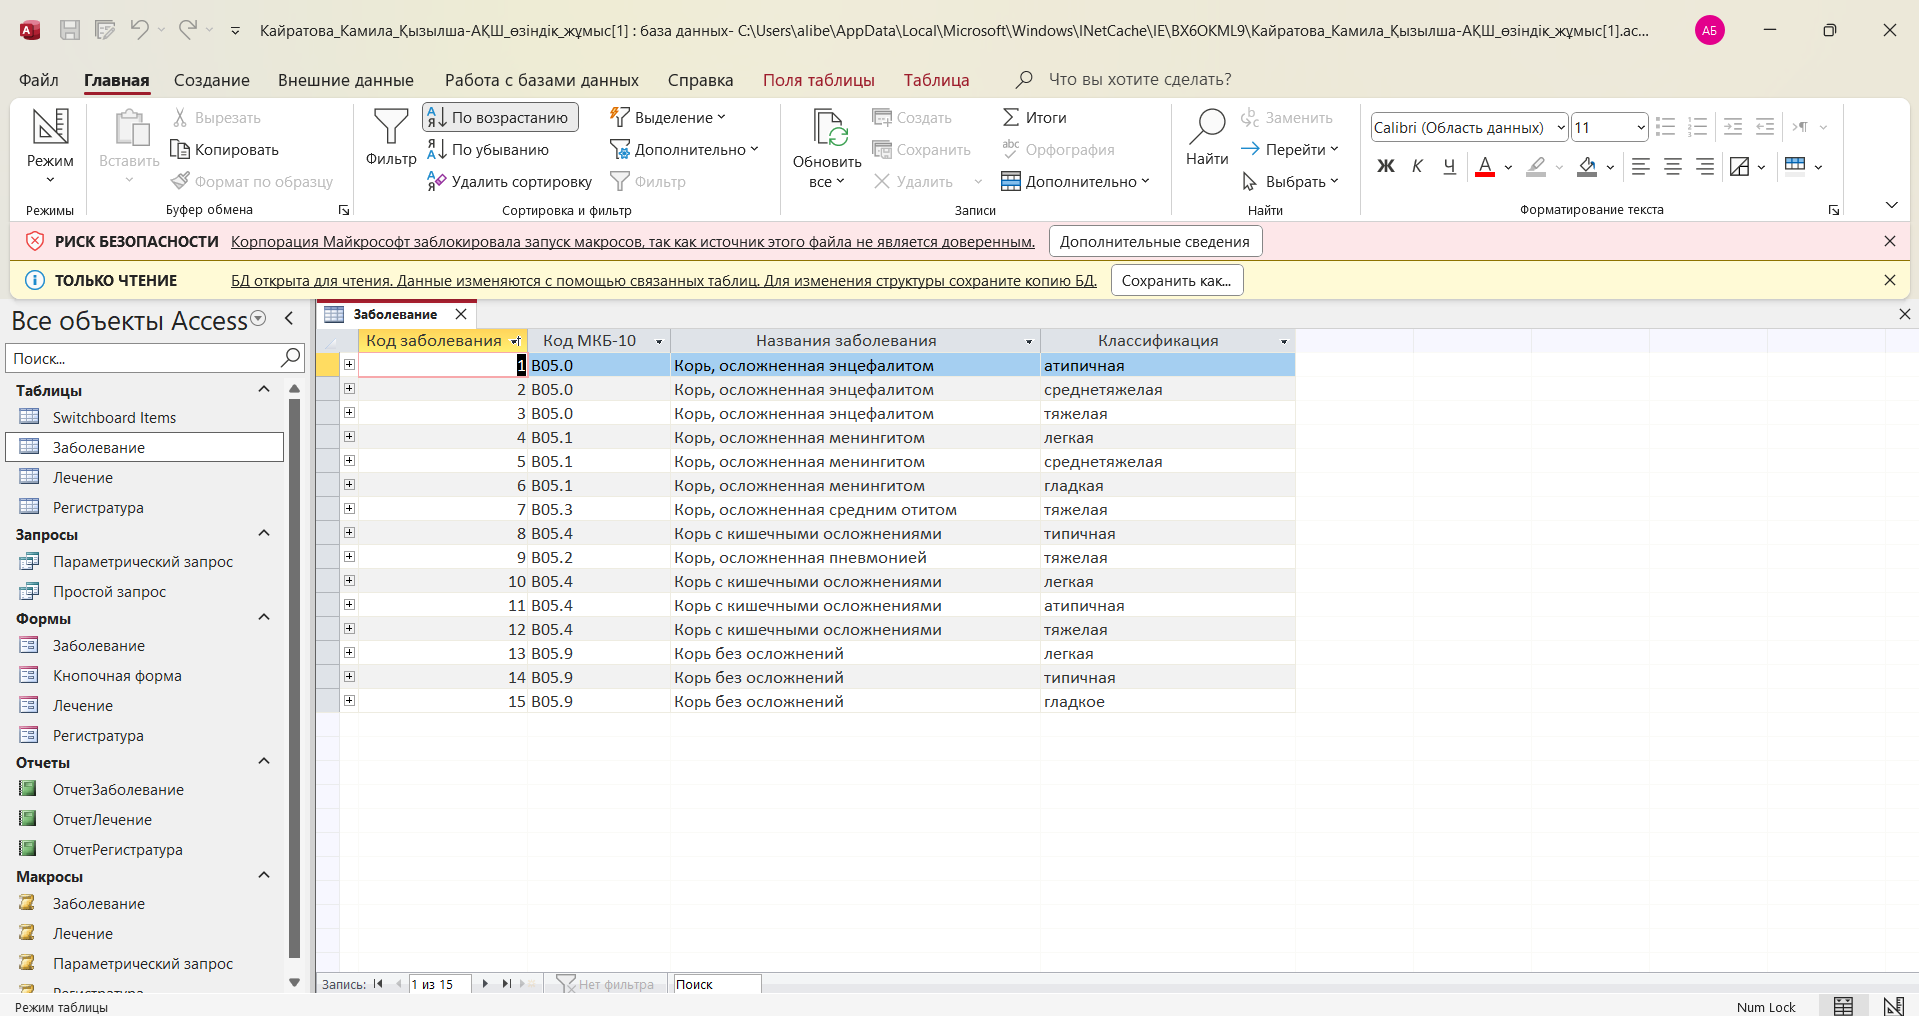 Кайратова_Камила_Қызылша-АҚШ_өзіндік_жұмыс[1] : база данных- C:\Users\alibe\AppData\Local\Microsoft\Windows\INetCache\IE\BX6OKML9\Кайратова_Камила_Қызылша-АҚШ_өзіндік_жұмыс[1].ac...
АБ
Файл Главная Создание Внешние данные Работа с базами данных Справка Поля таблицы Таблица Что вы хотите сделать?
Режим
Режимы
Вставить
Вырезать
Копировать
Формат по образцу
Буфер обмена
Фильтр
По возрастанию
По убыванию
Удалить сортировку
Выделение
Дополнительно
Фильтр
Сортировка и фильтр
Обновить
все
Создать
Сохранить
Удалить
Итоги
Орфография
Дополнительно
Записи
Найти
Заменить
Перейти
Выбрать
Найти
Calibri (Область данных) 11
Ж К Ч А
Форматирование текста
РИСК БЕЗОПАСНОСТИ Корпорация Майкрософт заблокировала запуск макросов, так как источник этого файла не является доверенным. Дополнительные сведения
ТОЛЬКО ЧТЕНИЕ БД открыта для чтения. Данные изменяются с помощью связанных таблиц. Для изменения структуры сохраните копию БД. Сохранить как...
Все объекты Access
Поиск...
Таблицы
Switchboard Items
Заболевание
Лечение
Регистратура
Запросы
Параметрический запрос
Простой запрос
Формы
Заболевание
Кнопочная форма
Лечение
Регистратура
Отчеты
ОтчетЗаболевание
ОтчетЛечение
ОтчетРегистратура
Макросы
Заболевание
Лечение
Параметрический запрос
Регистратура
Заболевание
Код заболевания Код МКБ-10 Названия заболевания Классификация
1 B05.0 Корь, осложненная энцефалитом атипичная
2 B05.0 Корь, осложненная энцефалитом среднетяжелая
3 B05.0 Корь, осложненная энцефалитом тяжелая
4 B05.1 Корь, осложненная менингитом легкая
5 B05.1 Корь, осложненная менингитом среднетяжелая
6 B05.1 Корь, осложненная менингитом гладкая
7 B05.3 Корь, осложненная средним отитом тяжелая
8 B05.4 Корь с кишечными осложнениями типичная
9 B05.2 Корь, осложненная пневмонией тяжелая
10 B05.4 Корь с кишечными осложнениями легкая
11 B05.4 Корь с кишечными осложнениями атипичная
12 B05.4 Корь с кишечными осложнениями тяжелая
13 B05.9 Корь без осложнений легкая
14 B05.9 Корь без осложнений типичная
15 B05.9 Корь без осложнений гладкое
Запись: 1 из 15 Нет фильтра Поиск
Режим таблицы
Num Lock